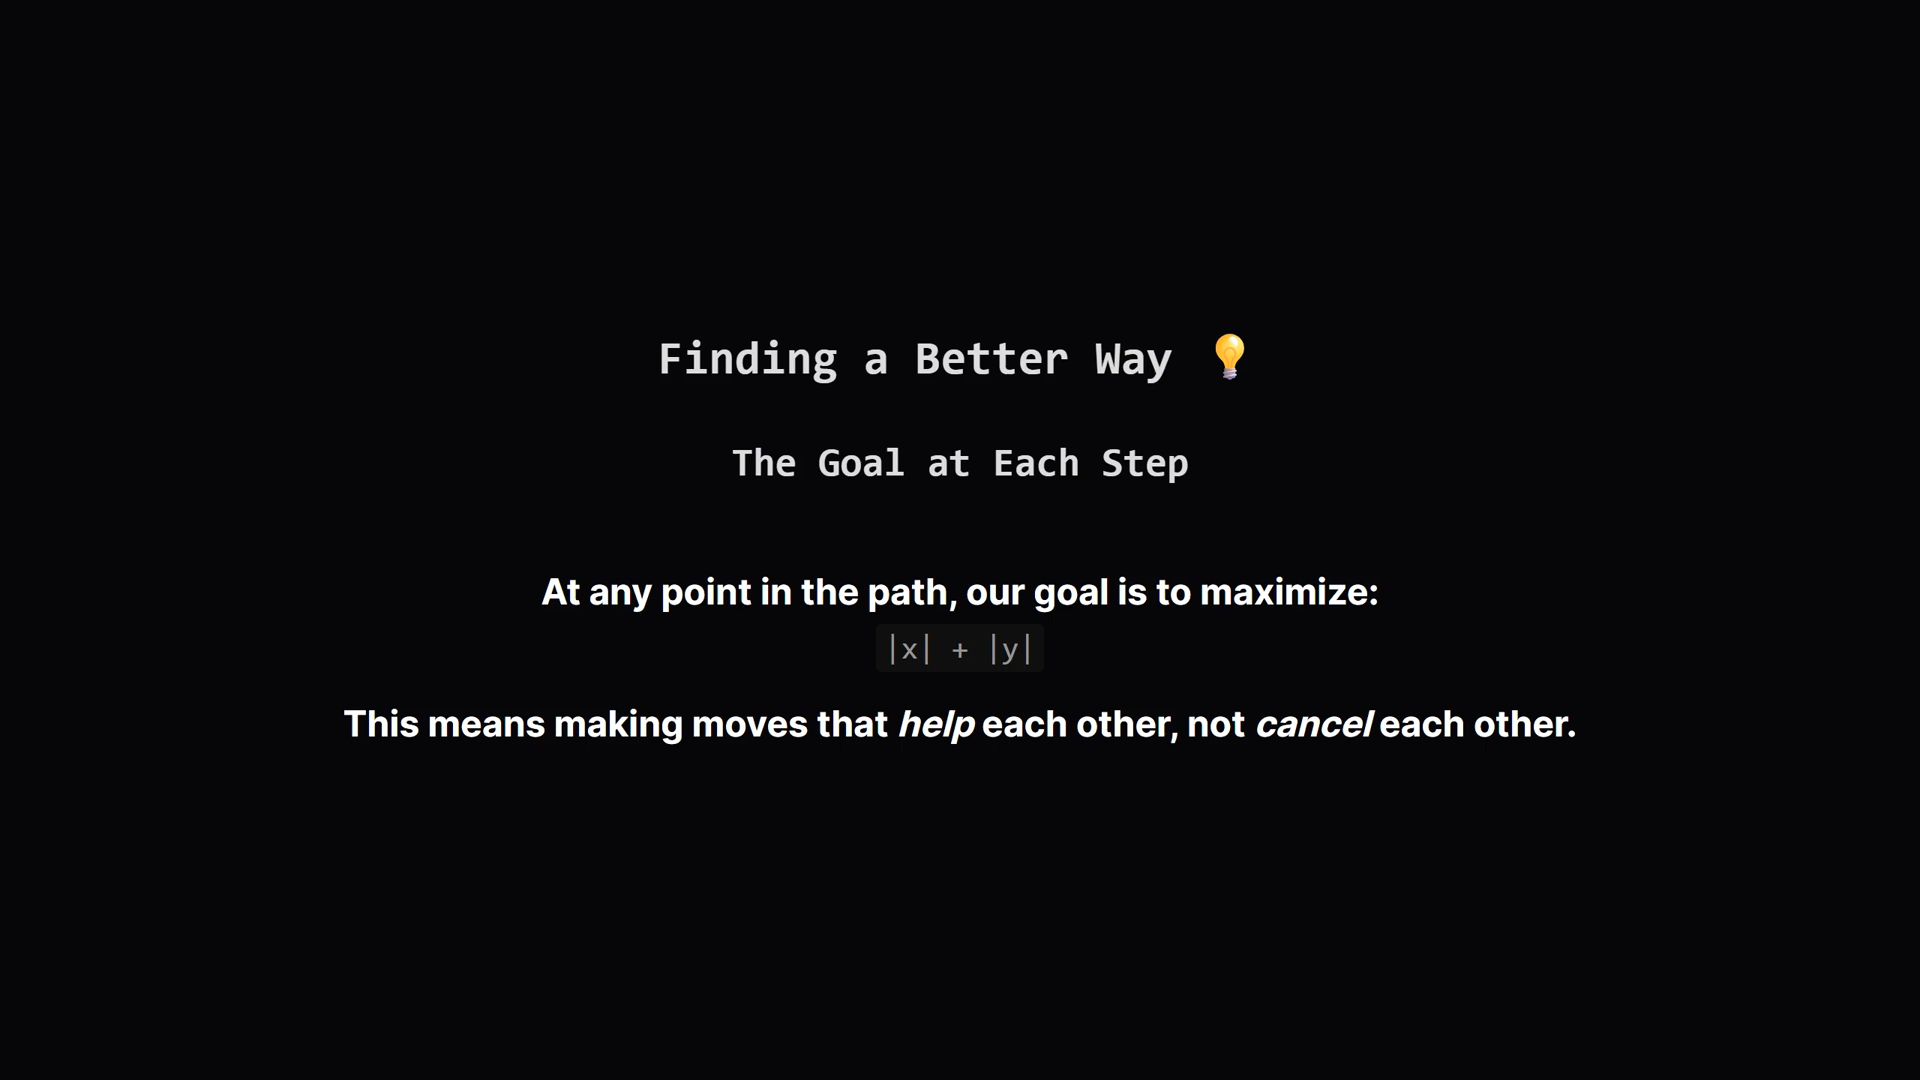 Finding a Better Way 💡
The Goal at Each Step
At any point in the path, our goal is to maximize:
|x| + |y|
This means making moves that help each other, not cancel each other.